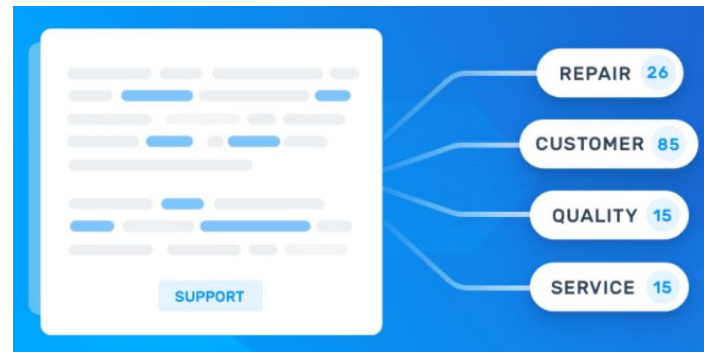 REPAIR 26
CUSTOMER 85
QUALITY 15
SERVICE 15
SUPPORT